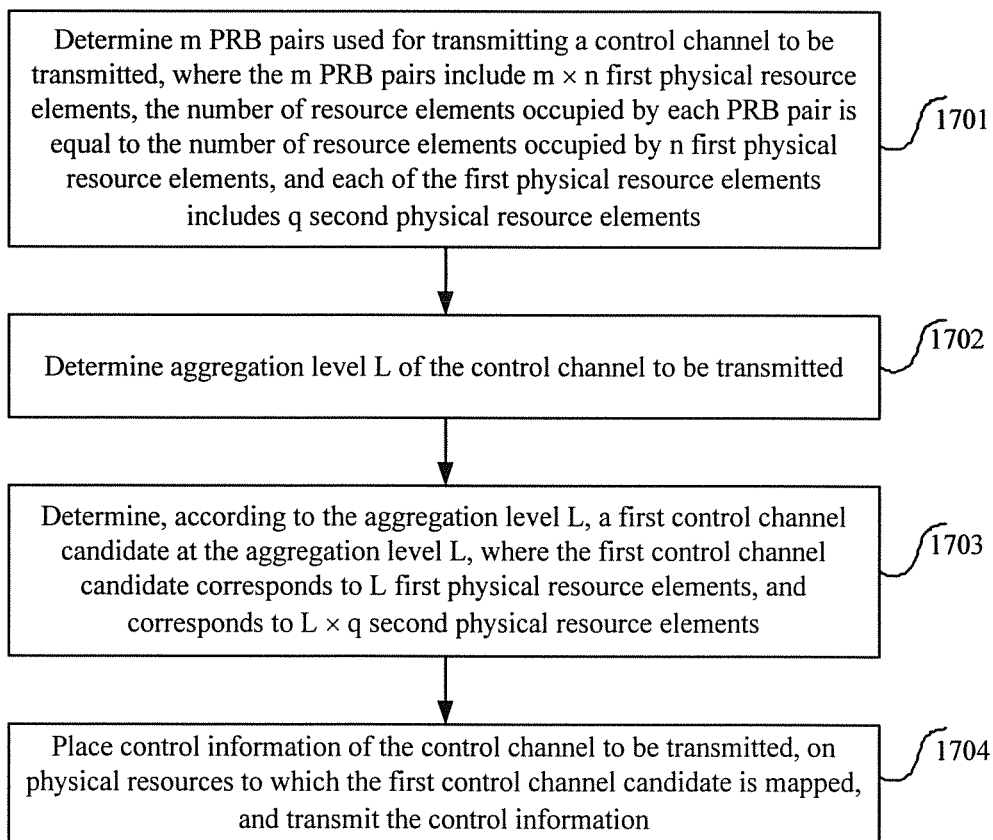 Determine m PRB pairs used for transmitting a control channel to be
transmitted, where the m PRB pairs include m × n first physical resource
elements, the number of resource elements occupied by each PRB pair is
equal to the number of resource elements occupied by n first physical
resource elements, and each of the first physical resource elements
includes q second physical resource elements
1701
Determine aggregation level L of the control channel to be transmitted
1702
Determine, according to the aggregation level L, a first control channel
candidate at the aggregation level L, where the first control channel
candidate corresponds to L first physical resource elements, and
corresponds to L × q second physical resource elements
1703
Place control information of the control channel to be transmitted, on
physical resources to which the first control channel candidate is mapped,
and transmit the control information
1704